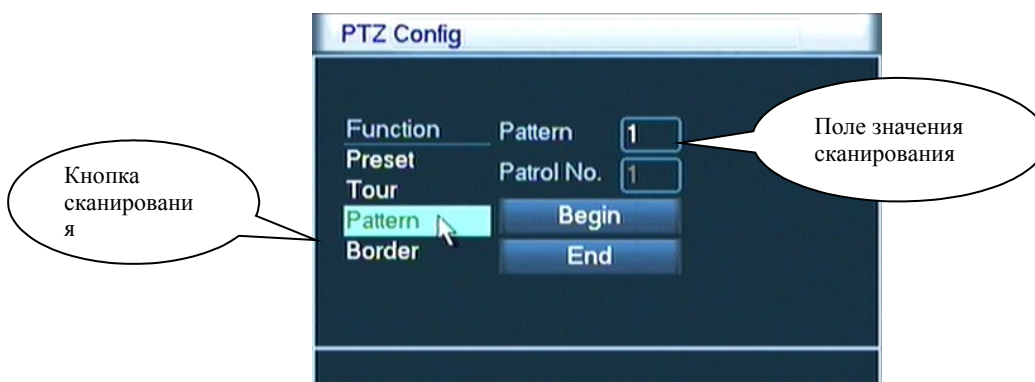 PTZ Config
Function
Preset
Tour
Pattern
Border
Pattern 1
Patrol No. 1
Begin
End
Кнопка
сканировани
я
Поле значения
сканирования